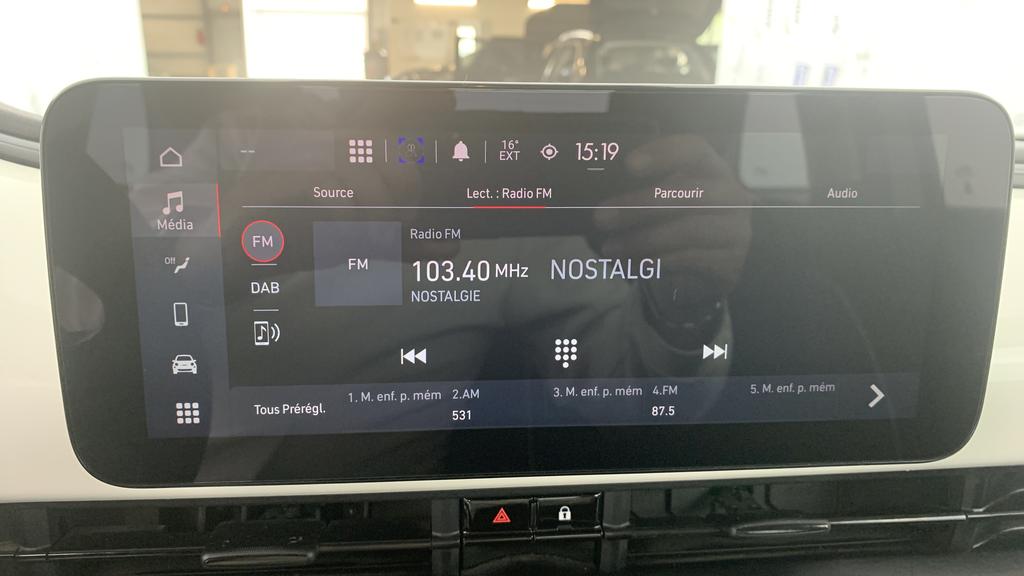 --
16°
EXT
15:19
Source
Lect. : Radio FM
Parcourir
Audio
Média
Off
FM
DAB
FM
Radio FM
103.40 MHz NOSTALGI
NOSTALGIE
Tous Prérégl.
1. M. enf. p. mém
2.AM
531
3. M. enf. p. mém
4.FM
87.5
5. M. enf. p. mém